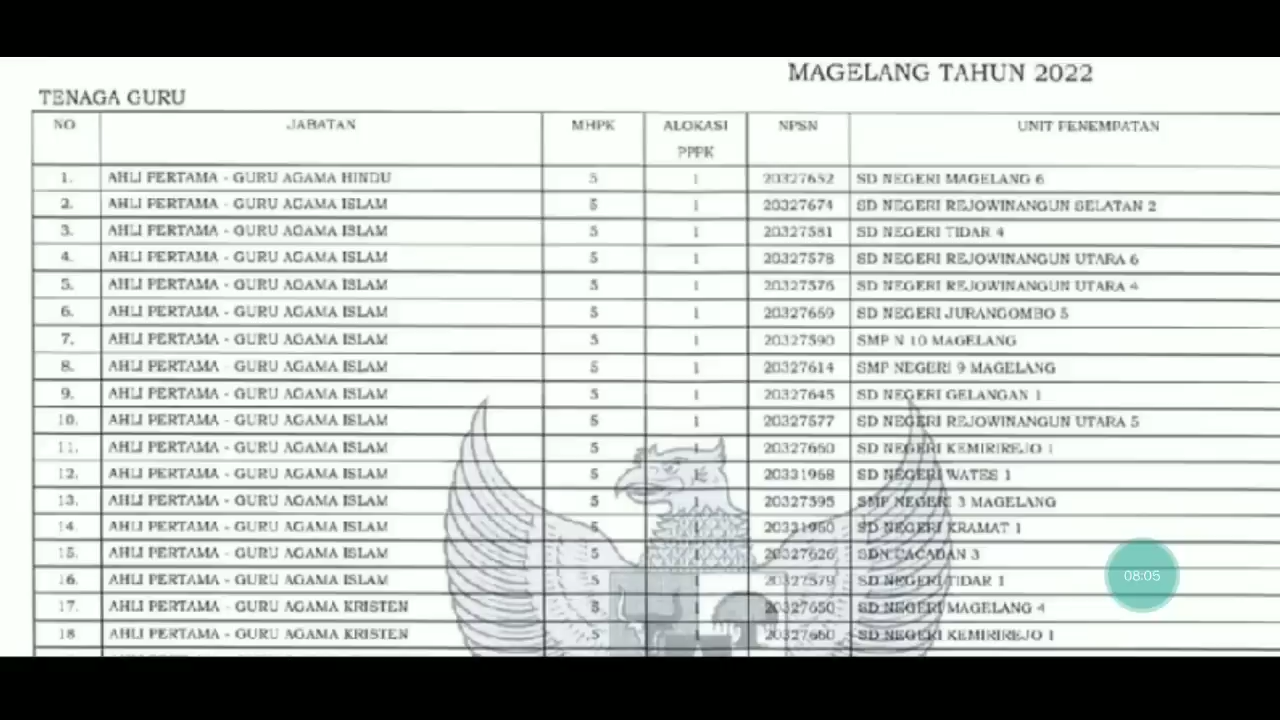 MAGELANG TAHUN 2022
TENAGA GURU
NO JABATAN MHPK ALOKASI PPPK NPSN UNIT PENEMPATAN
1. AHLI PERTAMA - GURU AGAMA HINDU 5 1 20327652 SD NEGERI MAGELANG 6
2. AHLI PERTAMA - GURU AGAMA ISLAM 5 1 20327674 SD NEGERI REJOWINANGUN SELATAN 2
3. AHLI PERTAMA - GURU AGAMA ISLAM 5 1 20327581 SD NEGERI TIDAR 4
4. AHLI PERTAMA - GURU AGAMA ISLAM 5 1 20327578 SD NEGERI REJOWINANGUN UTARA 6
5. AHLI PERTAMA - GURU AGAMA ISLAM 5 1 20327576 SD NEGERI REJOWINANGUN UTARA 4
6. AHLI PERTAMA - GURU AGAMA ISLAM 5 1 20327659 SD NEGERI JURANGOMBO 5
7. AHLI PERTAMA - GURU AGAMA ISLAM 5 1 20327590 SMP N 10 MAGELANG
8. AHLI PERTAMA - GURU AGAMA ISLAM 5 1 20327614 SMP NEGERI 9 MAGELANG
9. AHLI PERTAMA - GURU AGAMA ISLAM 5 1 20327645 SD NEGERI GELANGAN 1
10. AHLI PERTAMA - GURU AGAMA ISLAM 5 1 20327577 SD NEGERI REJOWINANGUN UTARA 5
11. AHLI PERTAMA - GURU AGAMA ISLAM 5 1 20327660 SD NEGERI KEMIRIREJO 1
12. AHLI PERTAMA - GURU AGAMA ISLAM 5 1 20331968 SD NEGERI WATES 1
13. AHLI PERTAMA - GURU AGAMA ISLAM 5 1 20327595 SMP NEGERI 3 MAGELANG
14. AHLI PERTAMA - GURU AGAMA ISLAM 5 1 20331960 SD NEGERI KRAMAT 1
15. AHLI PERTAMA - GURU AGAMA ISLAM 5 1 20327626 SDN CACABAN 3
16. AHLI PERTAMA - GURU AGAMA ISLAM 5 1 20327579 SD NEGERI TIDAR 1
17. AHLI PERTAMA - GURU AGAMA KRISTEN 5 1 20327650 SD NEGERI MAGELANG 4
18 AHLI PERTAMA - GURU AGAMA KRISTEN 5 1 20327660 SD NEGERI KEMIRIREJO 1
08:05